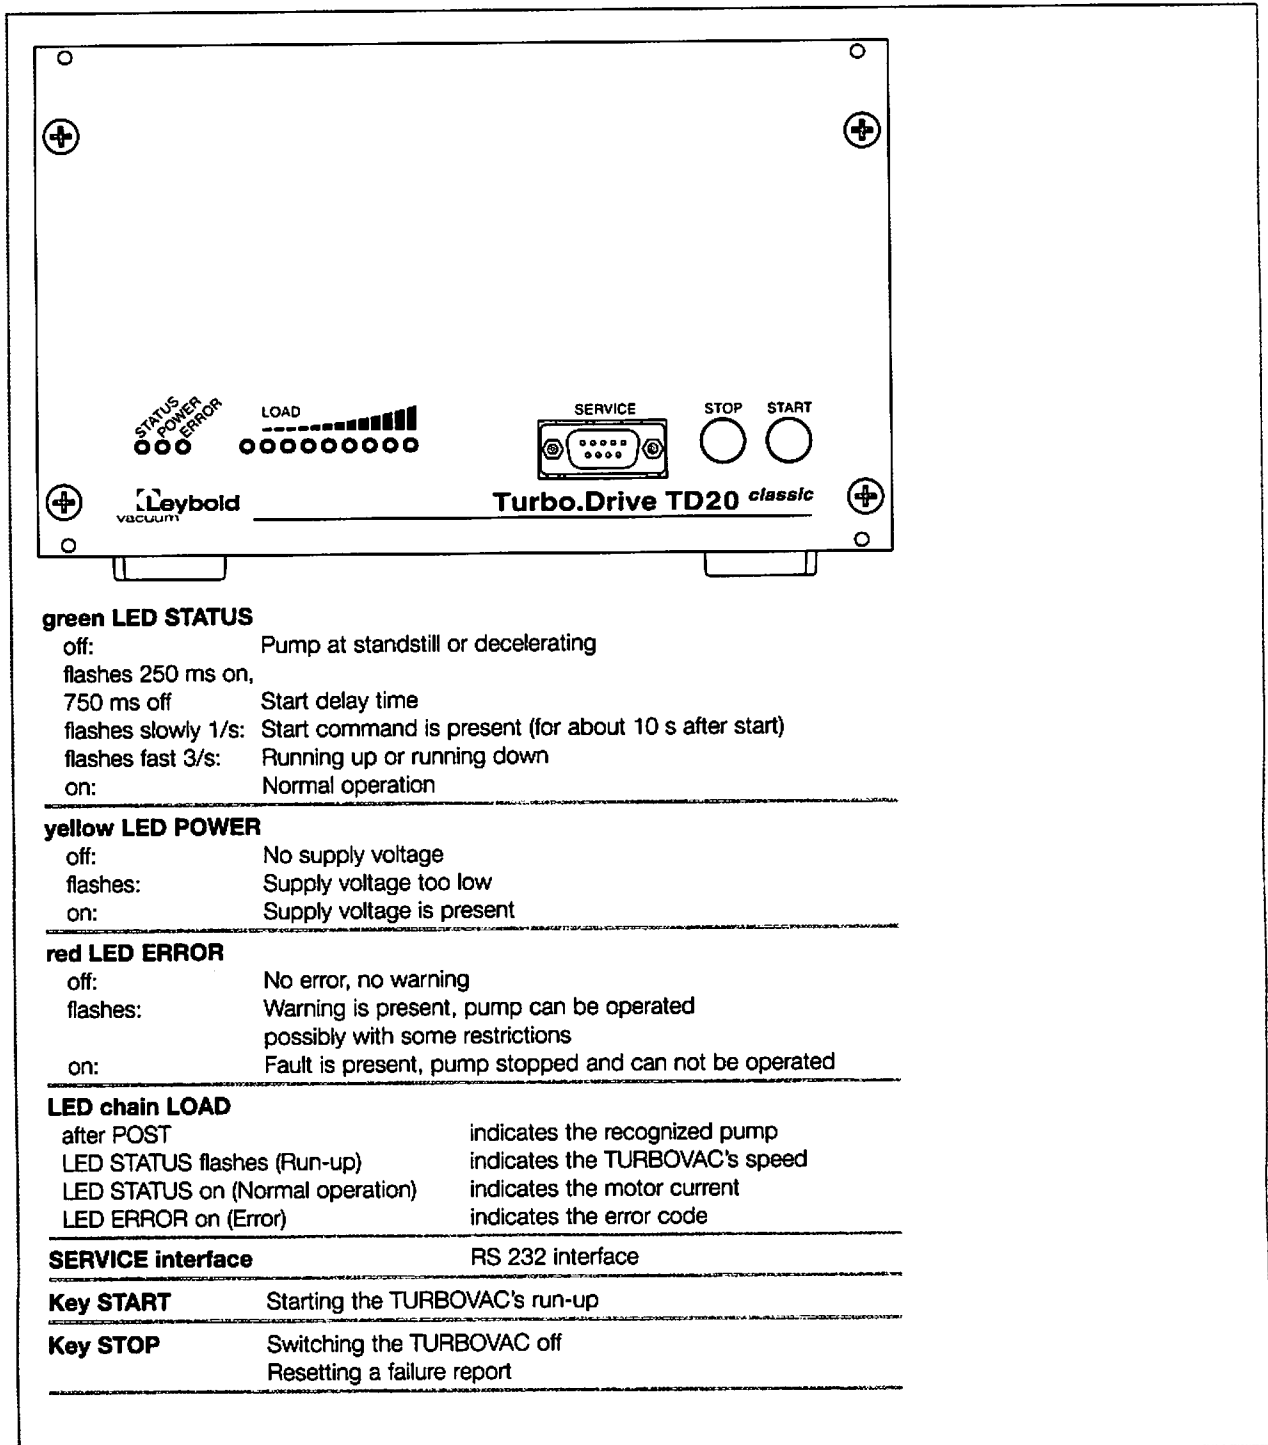 STATUS
POWER
ERROR
LOAD
SERVICE
STOP
START
Leybold
vacuum
Turbo.Drive TD20 classic
green LED STATUS
off: Pump at standstill or decelerating
flashes 250 ms on,
750 ms off Start delay time
flashes slowly 1/s: Start command is present (for about 10 s after start)
flashes fast 3/s: Running up or running down
on: Normal operation
yellow LED POWER
off: No supply voltage
flashes: Supply voltage too low
on: Supply voltage is present
red LED ERROR
off: No error, no warning
flashes: Warning is present, pump can be operated
possibly with some restrictions
on: Fault is present, pump stopped and can not be operated
LED chain LOAD
after POST indicates the recognized pump
LED STATUS flashes (Run-up) indicates the TURBOVAC's speed
LED STATUS on (Normal operation) indicates the motor current
LED ERROR on (Error) indicates the error code
SERVICE interface RS 232 interface
Key START Starting the TURBOVAC's run-up
Key STOP Switching the TURBOVAC off
Resetting a failure report